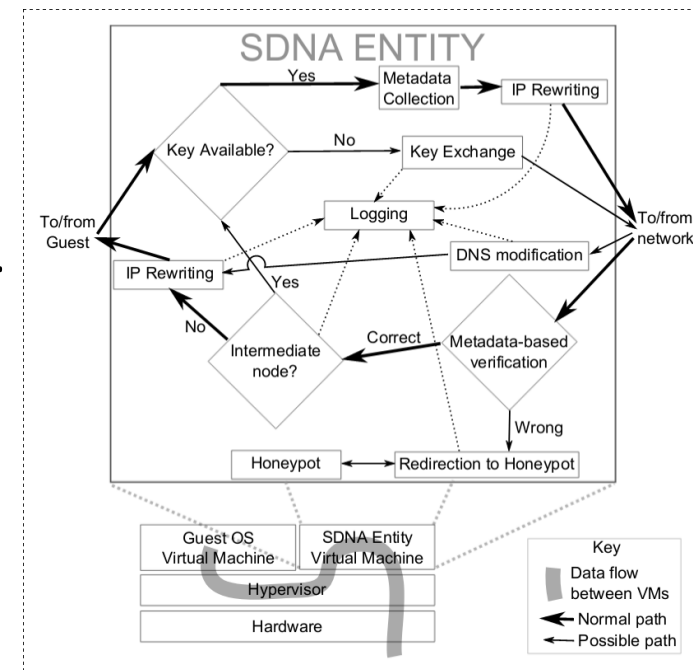 SDNA ENTITY
Yes
Metadata
Collection
IP Rewriting
Key Available?
No
Key Exchange
To/from
Guest
Logging
To/from
network
IP Rewriting
DNS modification
Yes
No
Intermediate
node?
Correct
Metadata-based
verification
Wrong
Honeypot
Redirection to Honeypot
Guest OS
Virtual Machine
SDNA Entity
Virtual Machine
Hypervisor
Hardware
Key
Data flow
between VMs
Normal path
Possible path